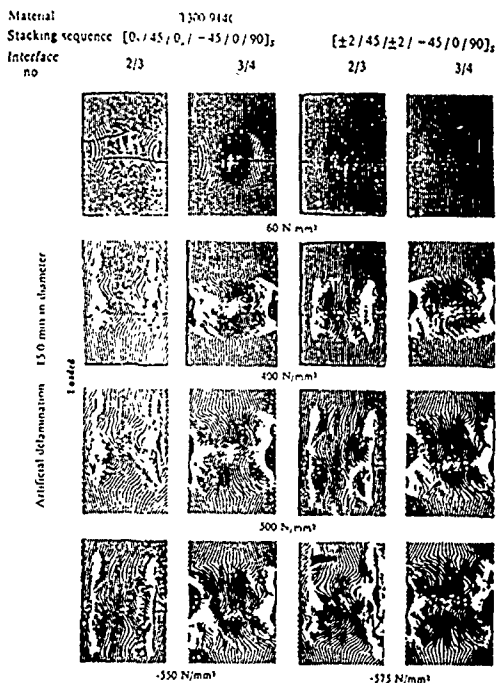 Material T300-914C
Stacking sequence [0₂/45/0₂/-45/0/90]s [±2/45/±2/-45/0/90]s
Interface no 2/3 3/4 2/3 3/4
60 N/mm²
400 N/mm²
500 N/mm²
-550 N/mm² -575 N/mm²
Artificial delamination 15.0 mm in diameter
Loaded